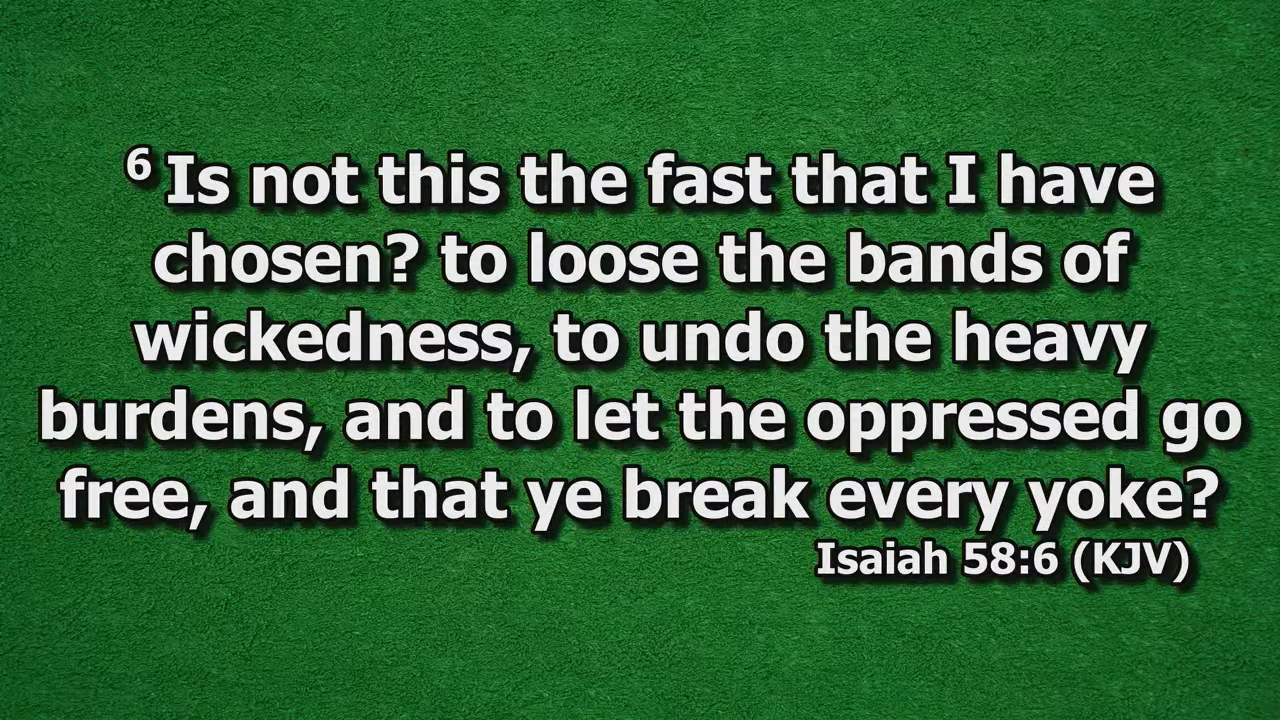 6 Is not this the fast that I have
chosen? to loose the bands of
wickedness, to undo the heavy
burdens, and to let the oppressed go
free, and that ye break every yoke?
Isaiah 58:6 (KJV)